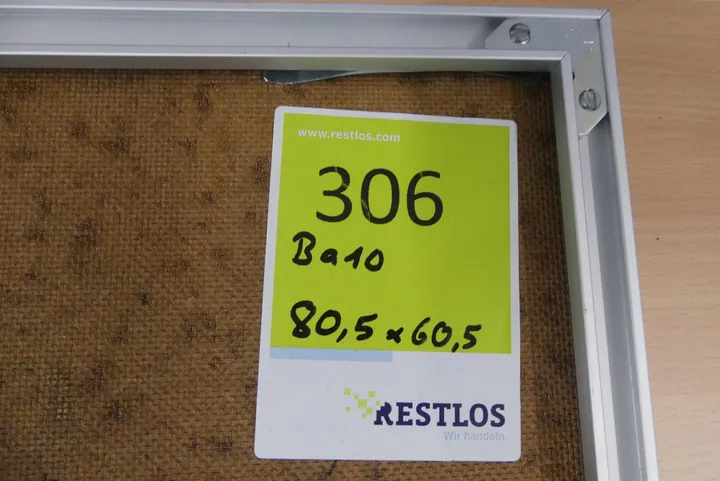 www.restlos.com
306
Ba10
80,5 x 60,5
RESTLOS
Wir handeln.